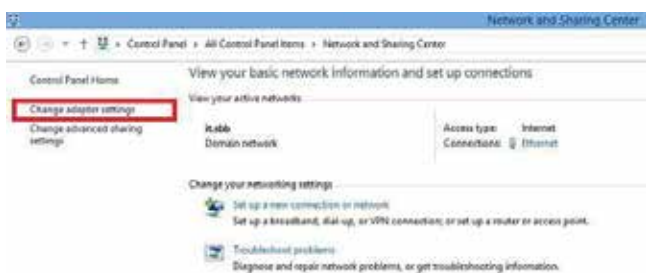 Network and Sharing Center
Control Panel › All Control Panel Items › Network and Sharing Center
Control Panel Home
Change adapter settings
Change advanced sharing
settings
View your basic network information and set up connections
View your active networks
Domain network
Access type: Internet
Connections: Ethernet
Change your networking settings
Set up a new connection or network
Set up a broadband, dial-up, or VPN connection; or set up a router or access point.
Troubleshoot problems
Diagnose and repair network problems, or get troubleshooting information.